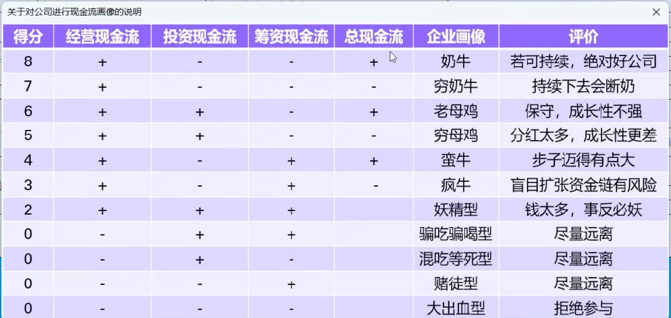 关于对公司进行现金流画像的说明
得分 经营现金流 投资现金流 筹资现金流 总现金流 企业画像 评价
8 + - - + 奶牛 若可持续，绝对好公司
7 + - - - 穷奶牛 持续下去会断奶
6 + + - + 老母鸡 保守，成长性不强
5 + + - - 穷母鸡 分红太多，成长性更差
4 + - + + 蛮牛 步子迈得有点大
3 + - + - 疯牛 盲目扩张资金链有风险
2 + + + 妖精型 钱太多，事反必妖
0 - + + 骗吃骗喝型 尽量远离
0 - + - 混吃等死型 尽量远离
0 - - + 赌徒型 尽量远离
0 - - - 大出血型 拒绝参与